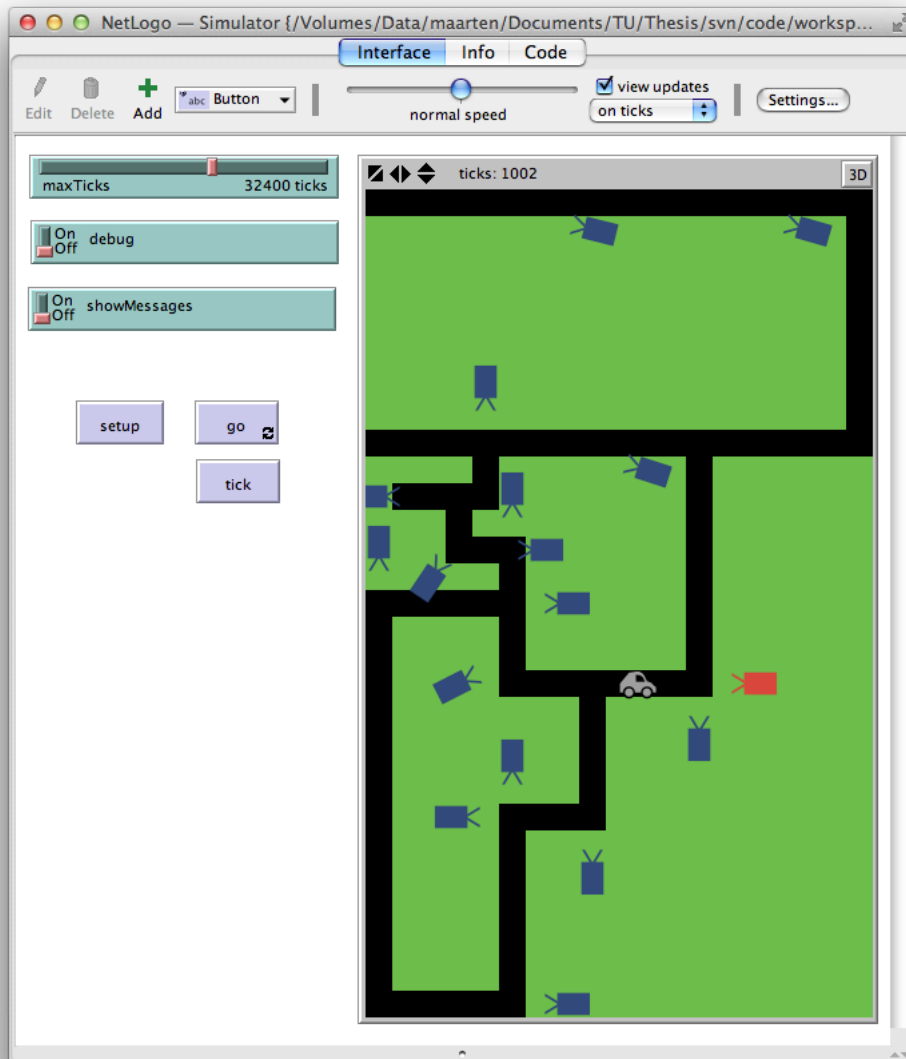 NetLogo — Simulator {/Volumes/Data/maarten/Documents/TU/Thesis/svn/code/worksp...
Interface Info Code
Edit Delete Add abc Button normal speed view updates on ticks Settings...
maxTicks 32400 ticks
ticks: 1002 3D
On
Off debug
On
Off showMessages
setup go
tick